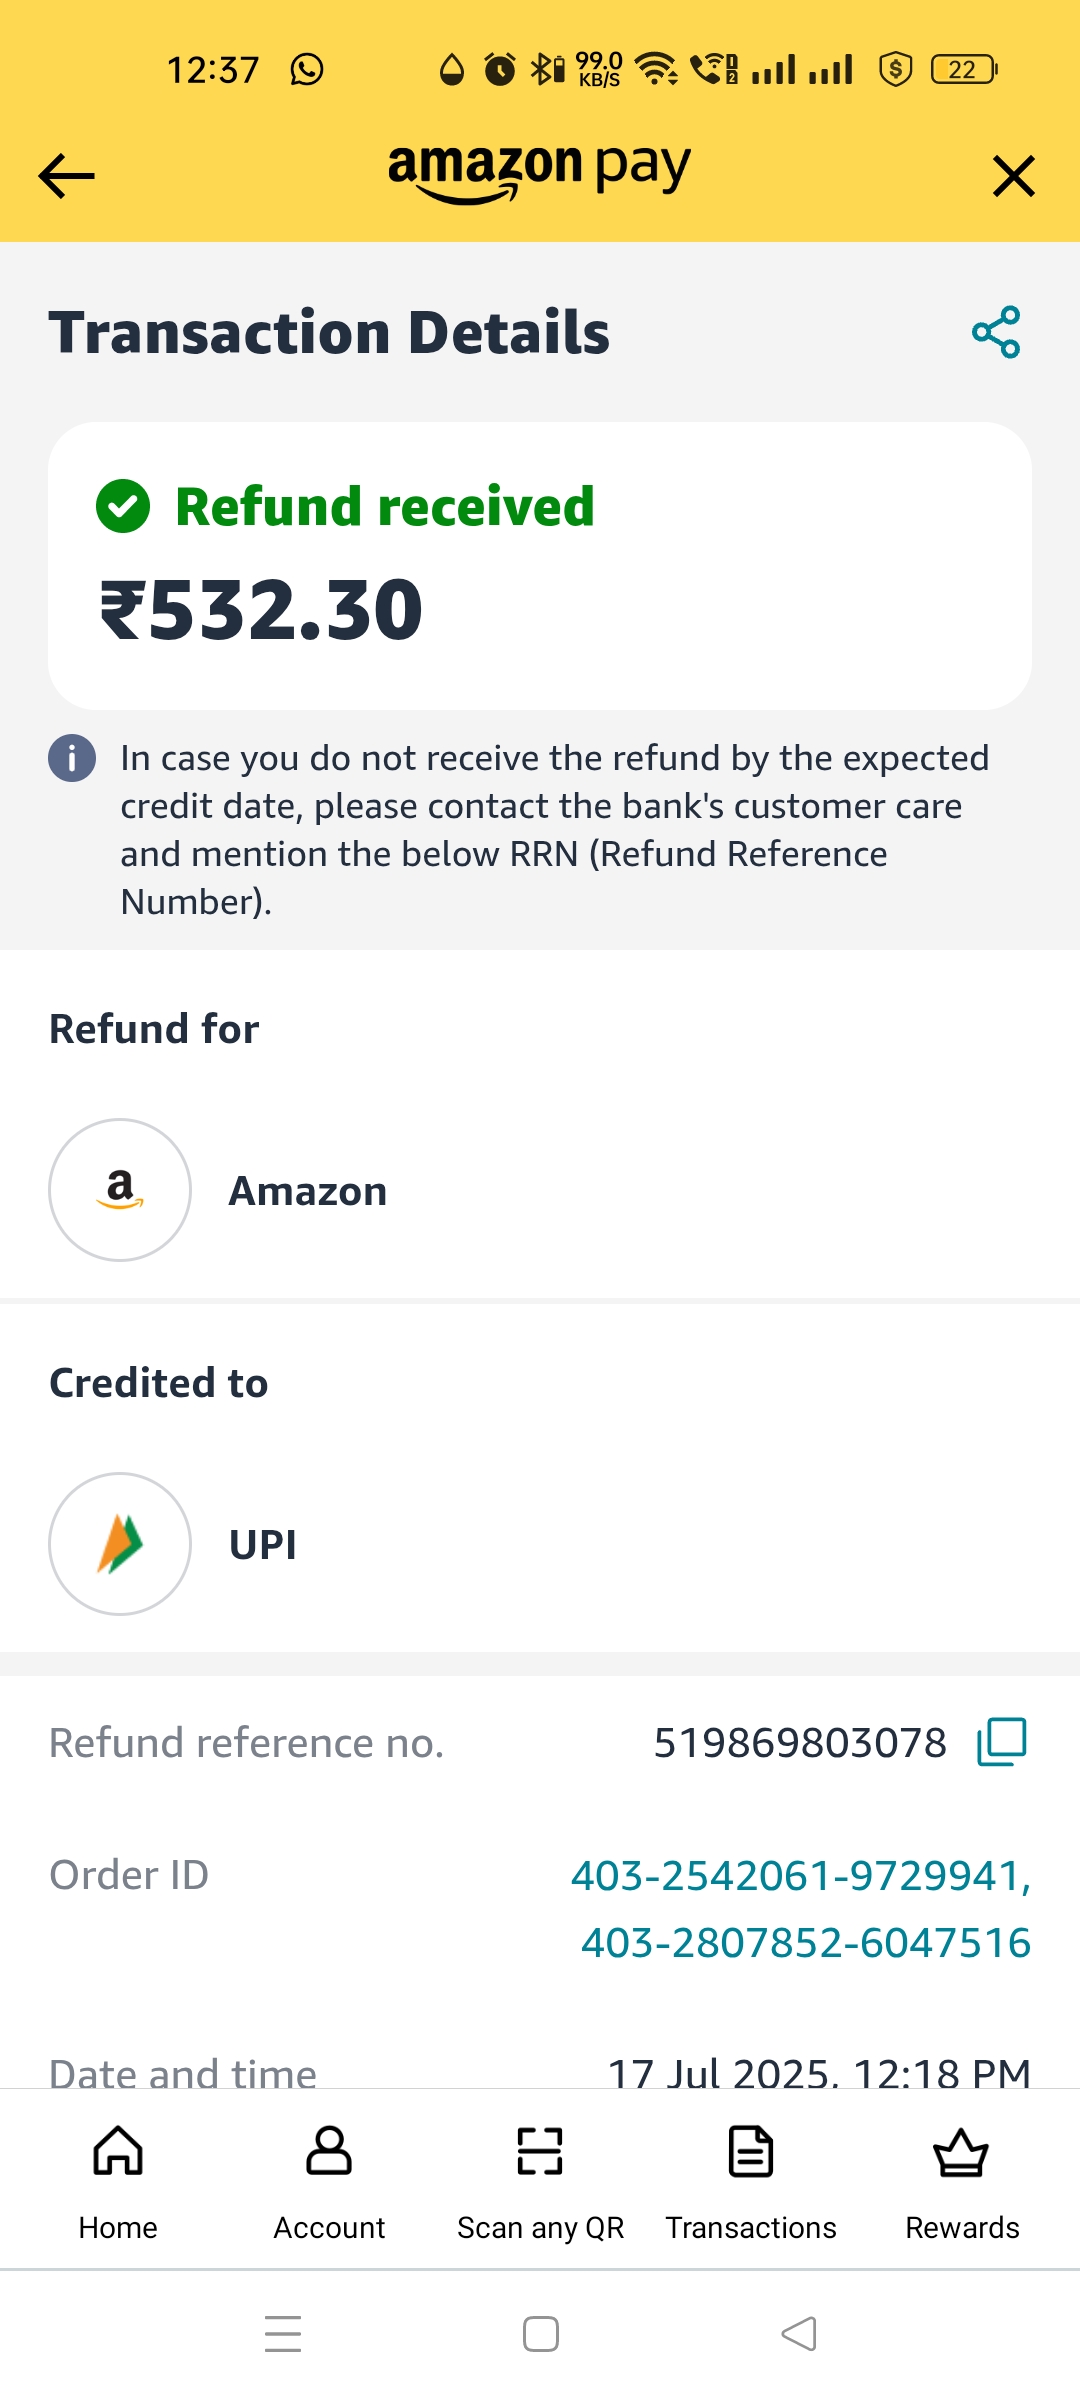 12:37 99.0 KB/S 1 2 22
amazon pay
Transaction Details
Refund received
₹532.30
In case you do not receive the refund by the expected
credit date, please contact the bank's customer care
and mention the below RRN (Refund Reference
Number).
Refund for
a Amazon
Credited to
UPI
Refund reference no. 519869803078
Order ID 403-2542061-9729941,
403-2807852-6047516
Date and time 17 Jul 2025, 12:18 PM
Home Account Scan any QR Transactions Rewards